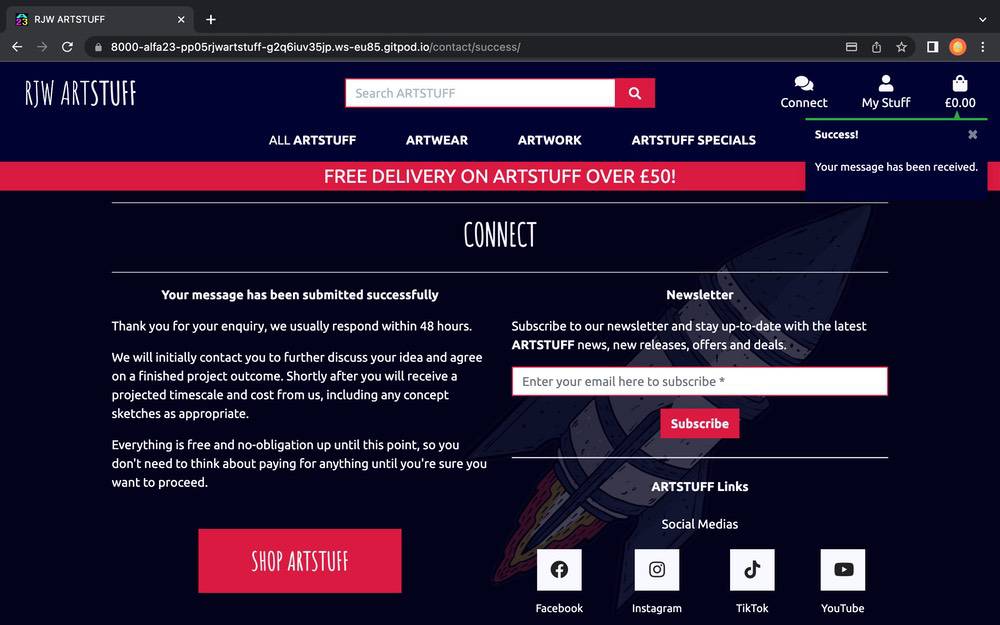 RJW ARTSTUFF
8000-alfa23-pp05rjwartstuff-g2q6iuv35jp.ws-eu85.gitpod.io/contact/success/
RJW ARTSTUFF
Search ARTSTUFF
Connect
My Stuff
£0.00
ALL ARTSTUFF
ARTWEAR
ARTWORK
ARTSTUFF SPECIALS
Success!
Your message has been received.
FREE DELIVERY ON ARTSTUFF OVER £50!
CONNECT
Your message has been submitted successfully
Thank you for your enquiry, we usually respond within 48 hours.
We will initially contact you to further discuss your idea and agree
on a finished project outcome. Shortly after you will receive a
projected timescale and cost from us, including any concept
sketches as appropriate.
Everything is free and no-obligation up until this point, so you
don't need to think about paying for anything until you're sure you
want to proceed.
SHOP ARTSTUFF
Newsletter
Subscribe to our newsletter and stay up-to-date with the latest
ARTSTUFF news, new releases, offers and deals.
Enter your email here to subscribe *
Subscribe
ARTSTUFF Links
Social Medias
Facebook
Instagram
TikTok
YouTube